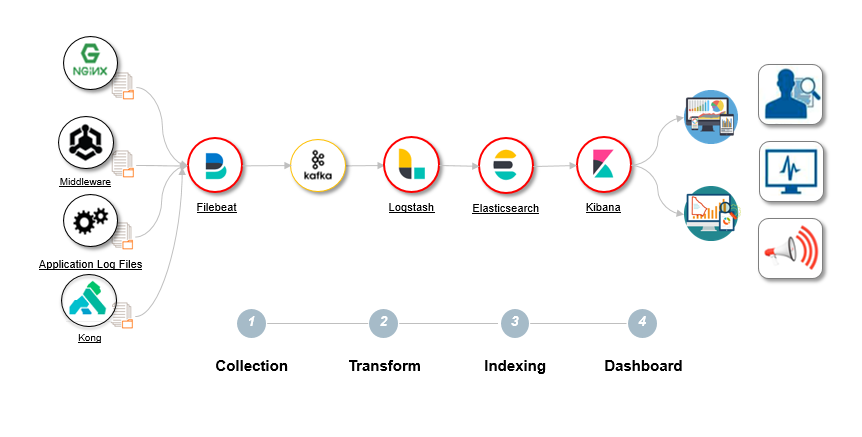 NGINX
Middleware
Application Log Files
Kong
Filebeat
kafka
Logstash
Elasticsearch
Kibana
1
2
3
4
Collection
Transform
Indexing
Dashboard